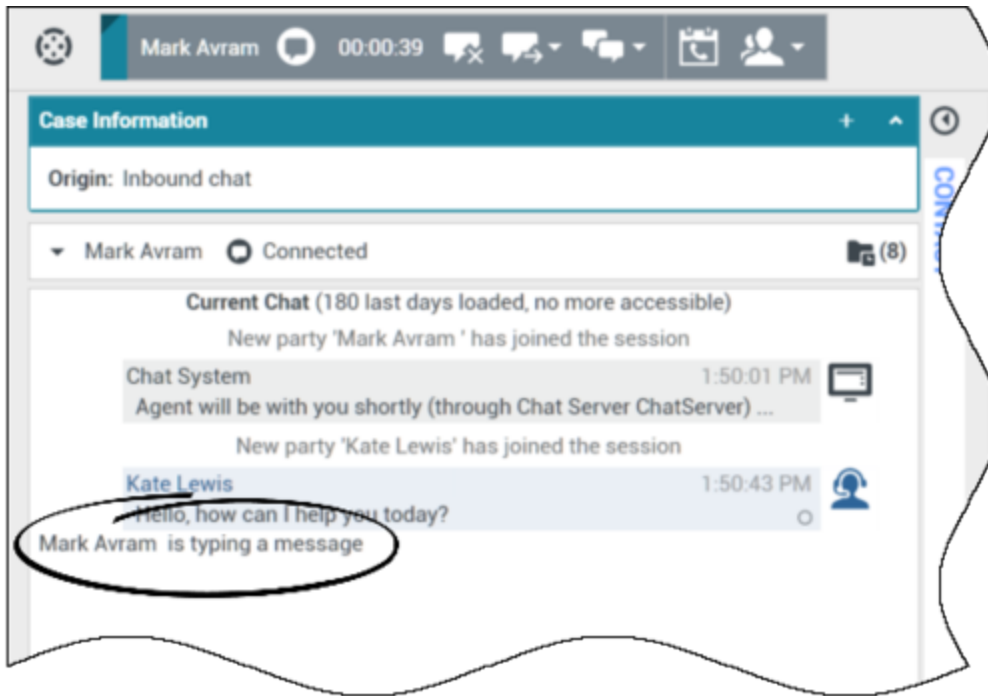 Mark Avram 00:00:39
Case Information
Origin: Inbound chat
Mark Avram Connected (8)
Current Chat (180 last days loaded, no more accessible)
New party 'Mark Avram ' has joined the session
Chat System 1:50:01 PM
Agent will be with you shortly (through Chat Server ChatServer) ...
New party 'Kate Lewis' has joined the session
Kate Lewis 1:50:43 PM
Hello, how can I help you today?
Mark Avram is typing a message